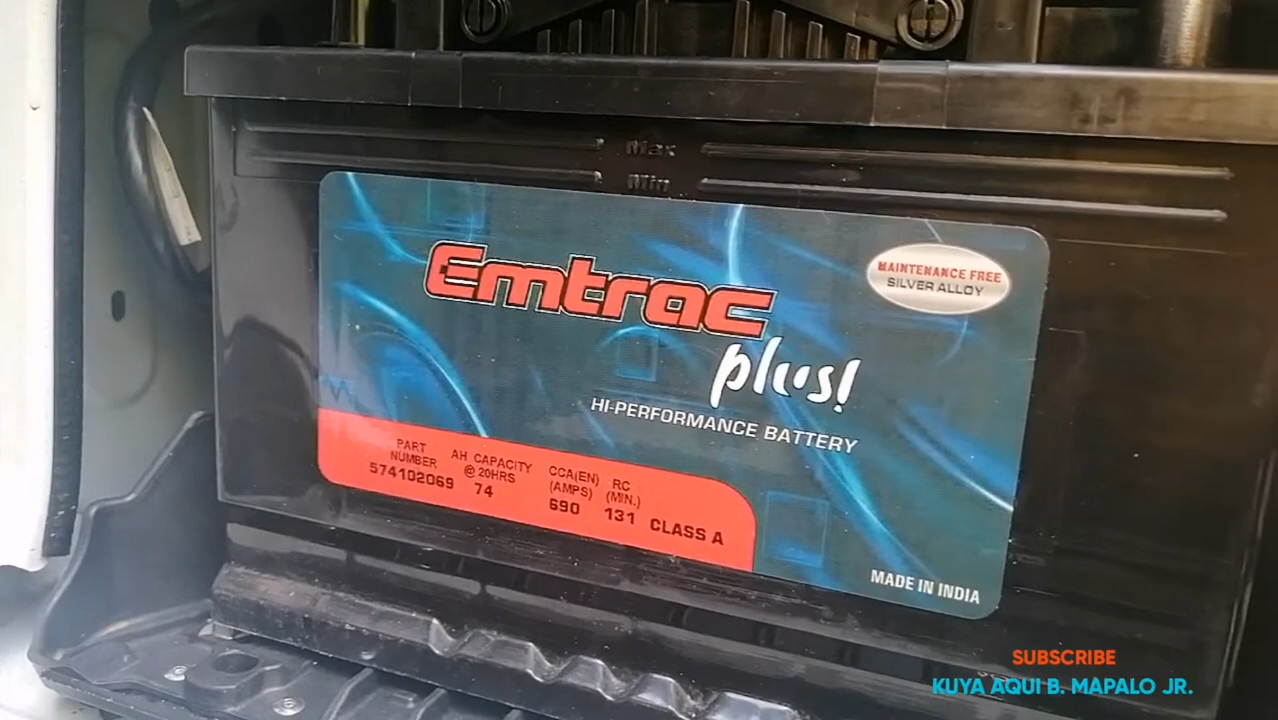 Max
Min
Emtrac
plus!
HI-PERFORMANCE BATTERY
MAINTENANCE FREE
SILVER ALLOY
PART NUMBER
574102069
AH CAPACITY
@ 20HRS
74
CCA(EN)
(AMPS)
690
RC
(MIN.)
131
CLASS A
MADE IN INDIA
SUBSCRIBE
KUYA AQUI B. MAPALO JR.